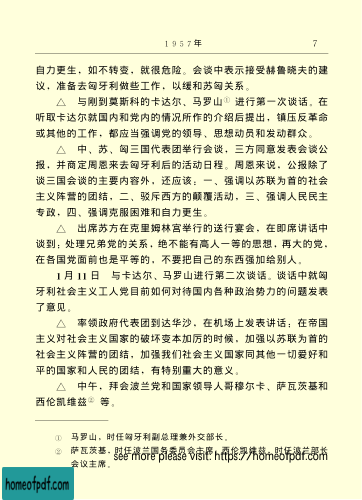 1957年 7
自力更生，如不转变，就很危险。会谈中表示接受赫鲁晓夫的建
议，准备去匈牙利做些工作，以缓和苏匈关系。
△ 与刚到莫斯科的卡达尔、马罗山① 进行第一次谈话。在
听取卡达尔就国内和党内的情况所作的介绍后提出，镇压反革命
或其他的工作，都应当强调党的领导、思想动员和发动群众。
△ 中、苏、匈三国代表团举行会谈，三方同意发表会谈公
报，并商定周恩来去匈牙利后的活动日程。周恩来说，公报除了
谈三国会谈的主要内容外，还应该：一、强调以苏联为首的社会
主义阵营的团结，二、驳斥西方的颠覆活动，三、强调人民民主
专政，四、强调克服困难和自力更生。
△ 出席苏方在克里姆林宫举行的送行宴会，在即席讲话中
谈到：处理兄弟党的关系，绝不能有高人一等的思想，再大的党，
在各国党面前也是平等的，不要把自己的东西强加给别人。
1月11日 与卡达尔、马罗山进行第二次谈话。谈话中就匈
牙利社会主义工人党目前如何对待国内各种政治势力的问题发表
了意见。
△ 率领政府代表团到达华沙，在机场上发表讲话：在帝国
主义对社会主义国家的破坏变本加厉的时候，加强以苏联为首的
社会主义阵营的团结，加强我们社会主义国家同其他一切爱好和
平的国家和人民的团结，有特别重大的意义。
△ 中午，拜会波兰党和国家领导人哥穆尔卡、萨瓦茨基和
西伦凯维兹② 等。
① 马罗山，时任匈牙利副总理兼外交部长。
② 萨瓦茨基，时任波兰国务委员会主席，西伦凯维兹，时任波兰部长
会议主席。
see more please visit: https://homeofpdf.com
homeofpdf.com